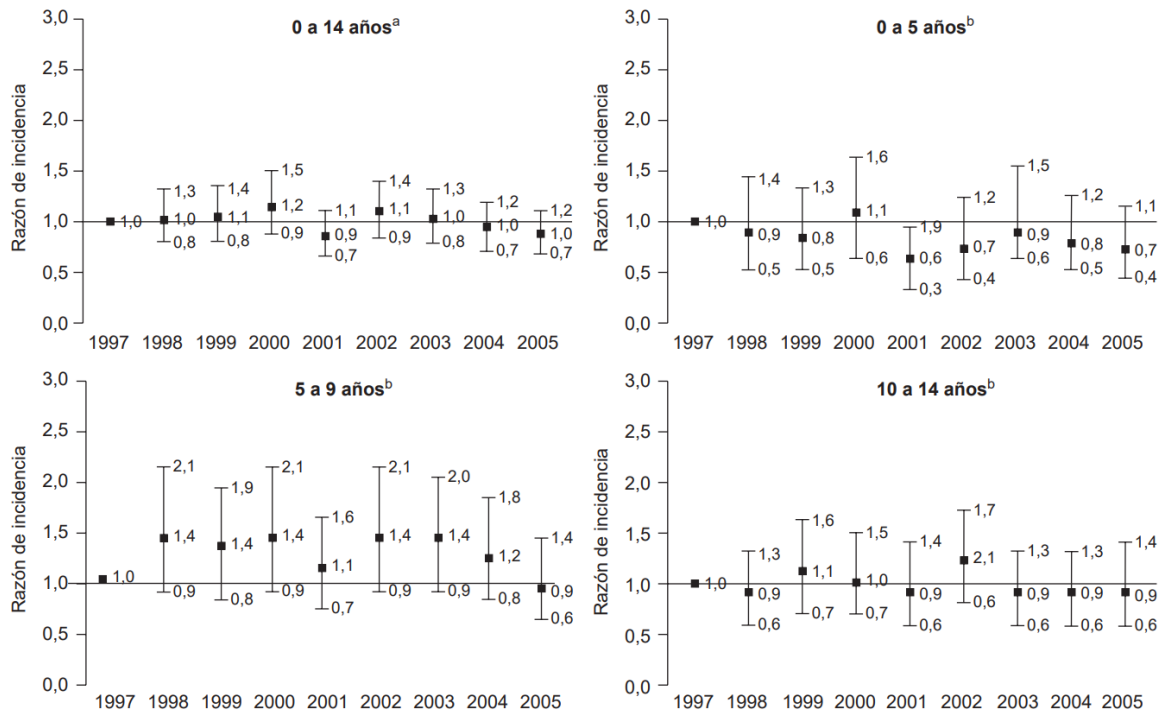 0 a 14 años^a
Razón de incidencia
3,0
2,5
2,0
1,5
1,0
0,5
0,0
1,0
1,3 1,0 0,8
1,4 1,1 0,8
1,5 1,2 0,9
1,1 0,9 0,7
1,4 1,1 0,9
1,3 1,0 0,8
1,2 1,0 0,7
1,2 1,0 0,7
1997 1998 1999 2000 2001 2002 2003 2004 2005
0 a 5 años^b
Razón de incidencia
3,0
2,5
2,0
1,5
1,0
0,5
0,0
1,0
1,4 0,9 0,5
1,3 0,8 0,5
1,6 1,1 0,6
1,9 0,6 0,3
1,2 0,7 0,4
1,5 0,9 0,6
1,2 0,8 0,5
1,1 0,7 0,4
1997 1998 1999 2000 2001 2002 2003 2004 2005
5 a 9 años^b
Razón de incidencia
3,0
2,5
2,0
1,5
1,0
0,5
0,0
1,0
2,1 1,4 0,9
1,9 1,4 0,8
2,1 1,4 0,9
1,6 1,1 0,7
2,1 1,4 0,9
2,0 1,4 0,9
1,8 1,2 0,8
1,4 0,9 0,6
1997 1998 1999 2000 2001 2002 2003 2004 2005
10 a 14 años^b
Razón de incidencia
3,0
2,5
2,0
1,5
1,0
0,5
0,0
1,0
1,3 0,9 0,6
1,6 1,1 0,7
1,5 1,0 0,7
1,4 0,9 0,6
1,7 2,1 0,6
1,3 0,9 0,6
1,3 0,9 0,6
1,4 0,9 0,6
1997 1998 1999 2000 2001 2002 2003 2004 2005